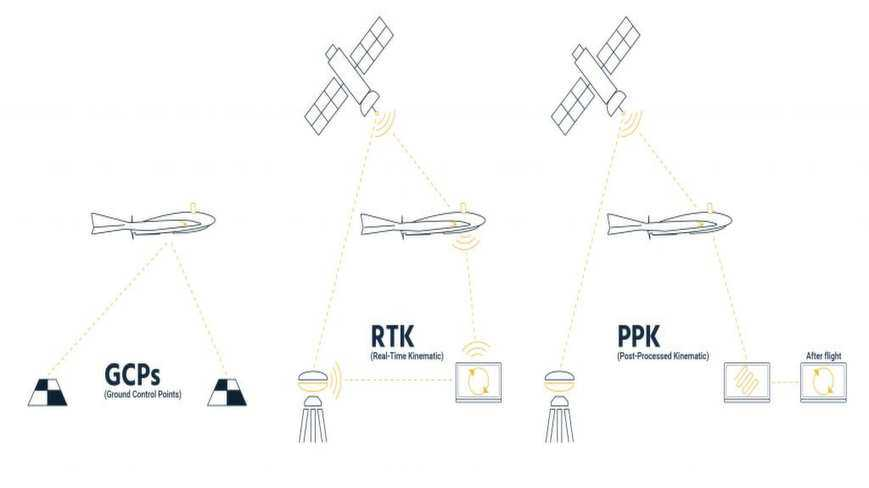 GCPs
(Ground Control Points)
RTK
(Real-Time Kinematic)
PPK
(Post-Processed Kinematic)
After flight